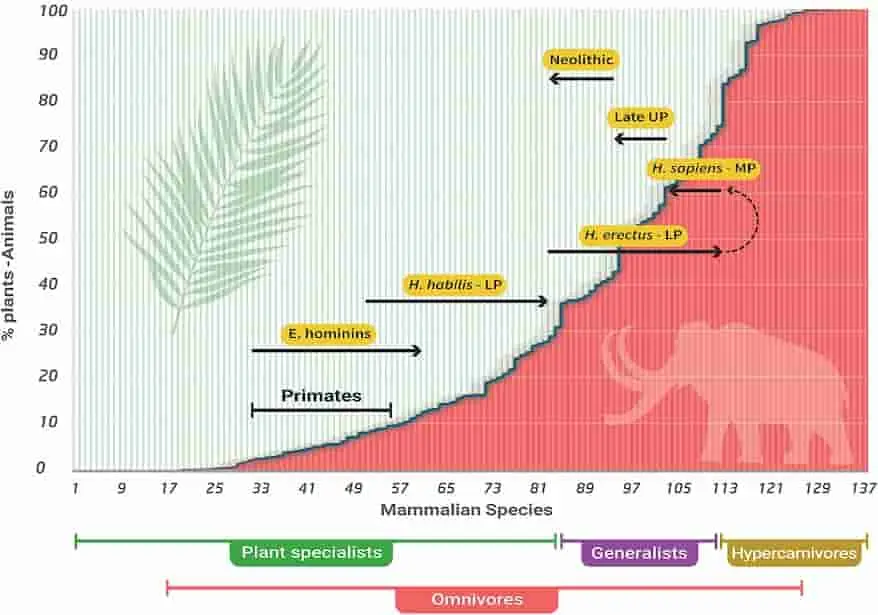 100
90
80
70
60
50
40
30
20
10
0
% plants -Animals
Neolithic
Late UP
H. sapiens - MP
H. erectus - LP
H. habilis - LP
E. hominins
Primates
1 9 17 25 33 41 49 57 65 73 81 89 97 105 113 121 129 137
Mammalian Species
Plant specialists Generalists Hypercarnivores
Omnivores